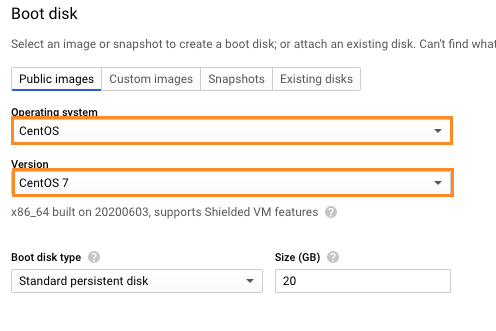 Boot disk
Select an image or snapshot to create a boot disk; or attach an existing disk. Can't find what
Public images Custom images Snapshots Existing disks
Operating system
CentOS
Version
CentOS 7
x86_64 built on 20200603, supports Shielded VM features ?
Boot disk type ? Size (GB) ?
Standard persistent disk 20